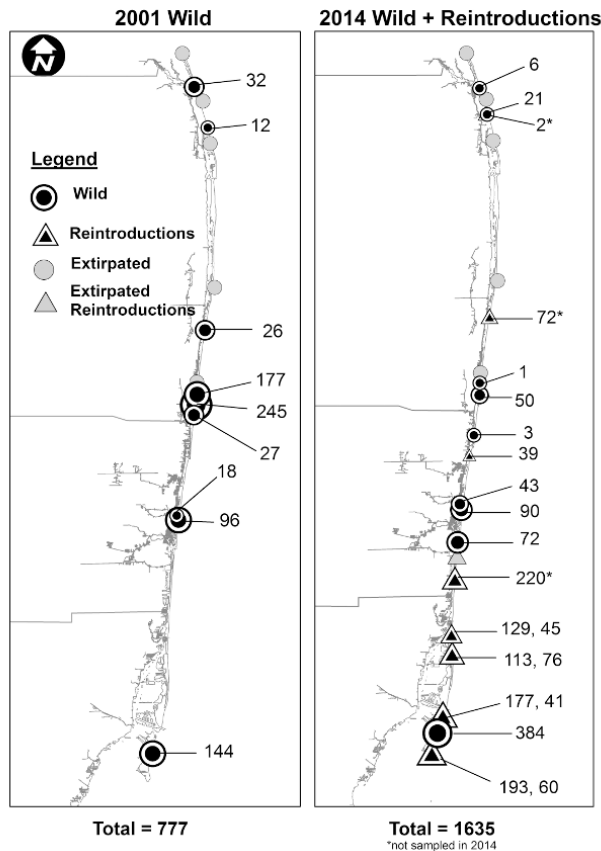 2001 Wild
2014 Wild + Reintroductions
N
32
12
Legend
Wild
Reintroductions
Extirpated
Extirpated
Reintroductions
26
177
245
27
18
96
144
Total = 777
6
21
2*
72*
1
50
3
39
43
90
72
220*
129, 45
113, 76
177, 41
384
193, 60
Total = 1635
*not sampled in 2014